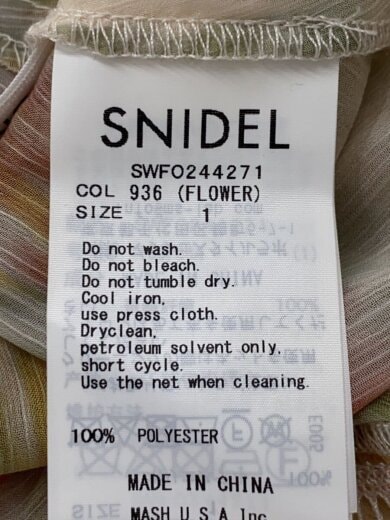 SNIDEL
SWFO244271
COL 936 (FLOWER)
SIZE 1
Do not wash.
Do not bleach.
Do not tumble dry.
Cool iron,
use press cloth.
Dryclean,
petroleum solvent only,
short cycle.
Use the net when cleaning.
100% POLYESTER
MADE IN CHINA
MASH U S A Inc